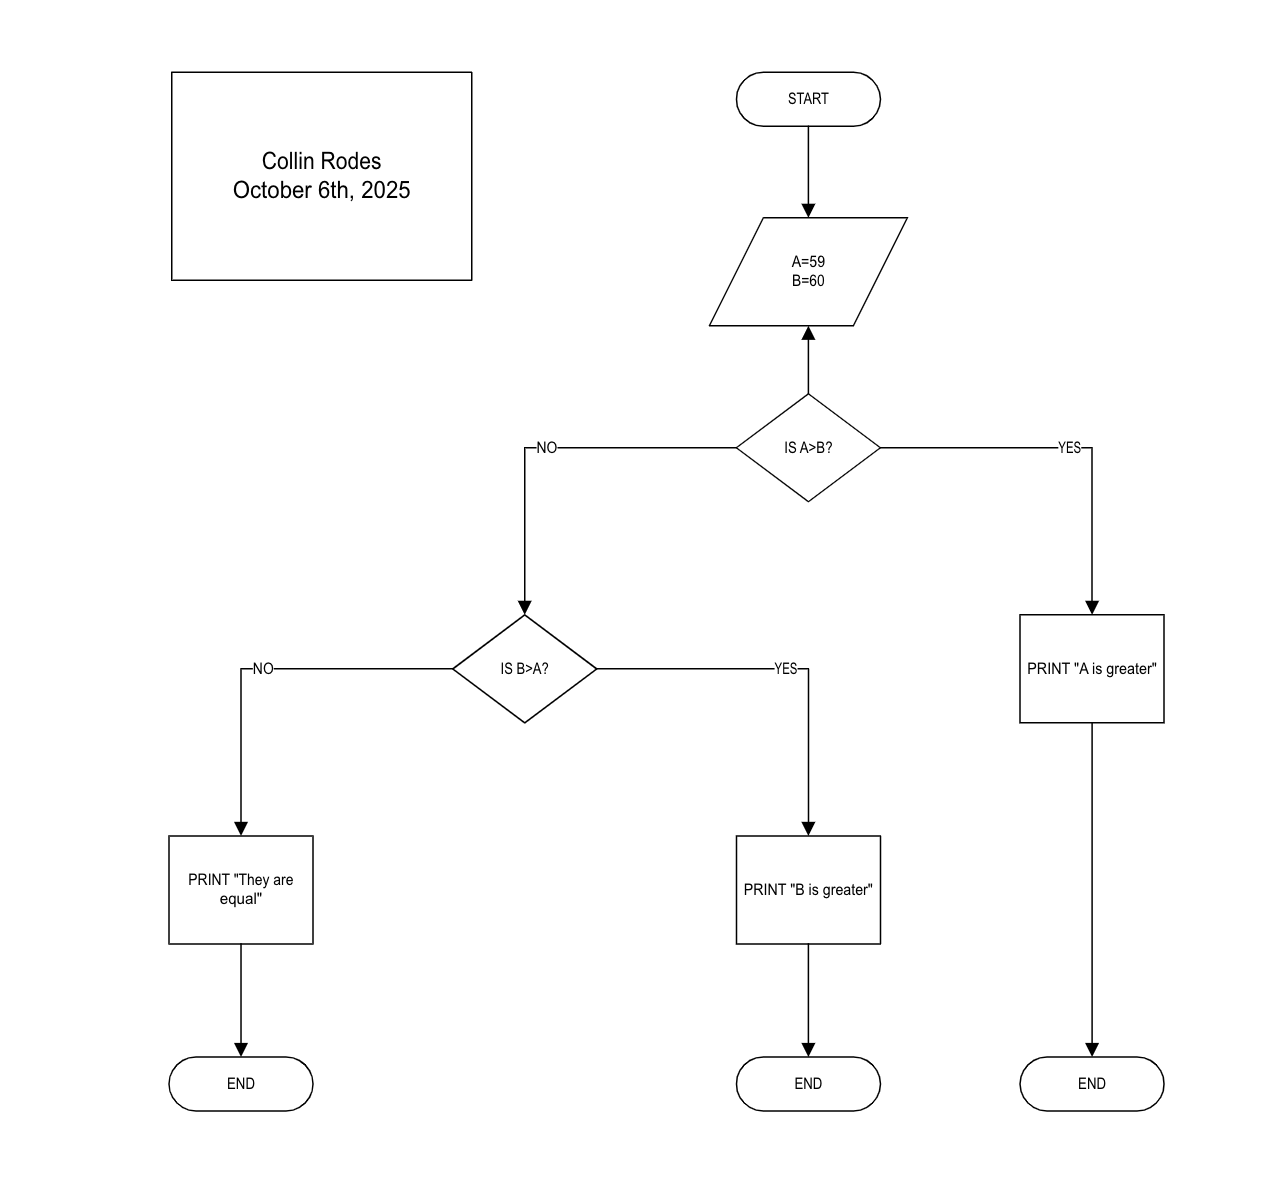 Collin Rodes
October 6th, 2025
START
A=59
B=60
IS A>B?
NO
YES
IS B>A?
NO
YES
PRINT "A is greater"
PRINT "They are
equal"
PRINT "B is greater"
END
END
END